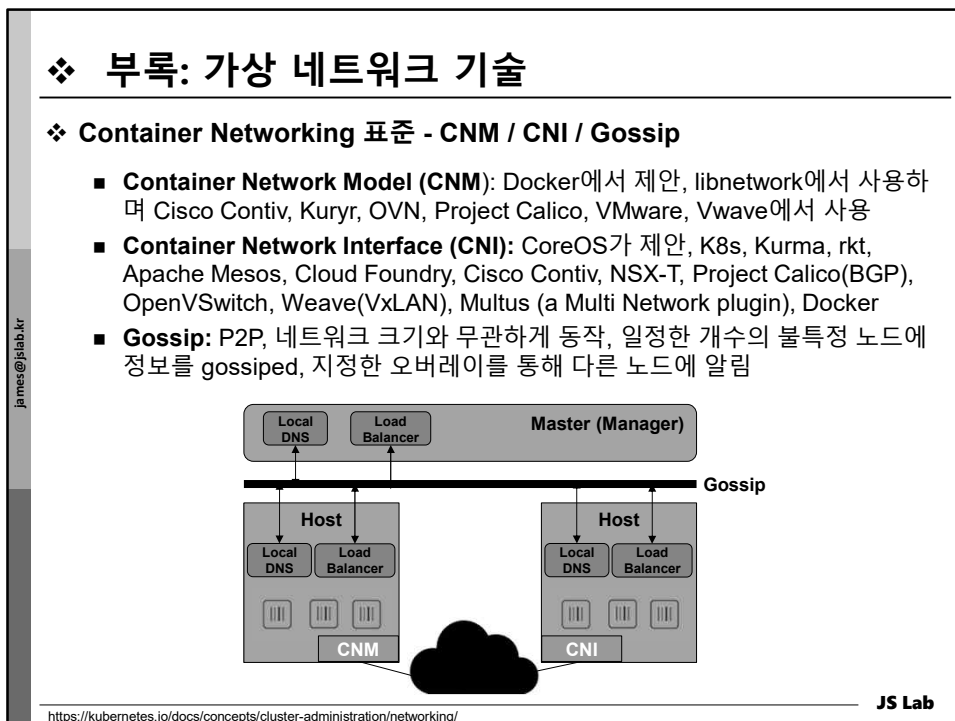 ❖ 부록: 가상 네트워크 기술
❖ Container Networking 표준 - CNM / CNI / Gossip
■ Container Network Model (CNM): Docker에서 제안, libnetwork에서 사용하
며 Cisco Contiv, Kuryr, OVN, Project Calico, VMware, Vwave에서 사용
■ Container Network Interface (CNI): CoreOS가 제안, K8s, Kurma, rkt,
Apache Mesos, Cloud Foundry, Cisco Contiv, NSX-T, Project Calico(BGP),
OpenVSwitch, Weave(VxLAN), Multus (a Multi Network plugin), Docker
■ Gossip: P2P, 네트워크 크기와 무관하게 동작, 일정한 개수의 불특정 노드에
정보를 gossiped, 지정한 오버레이를 통해 다른 노드에 알림
james@jslab.kr
Local
DNS
Load
Balancer
Master (Manager)
Gossip
Host
Local
DNS
Load
Balancer
CNM
Host
Local
DNS
Load
Balancer
CNI
JS Lab
https://kubernetes.io/docs/concepts/cluster-administration/networking/